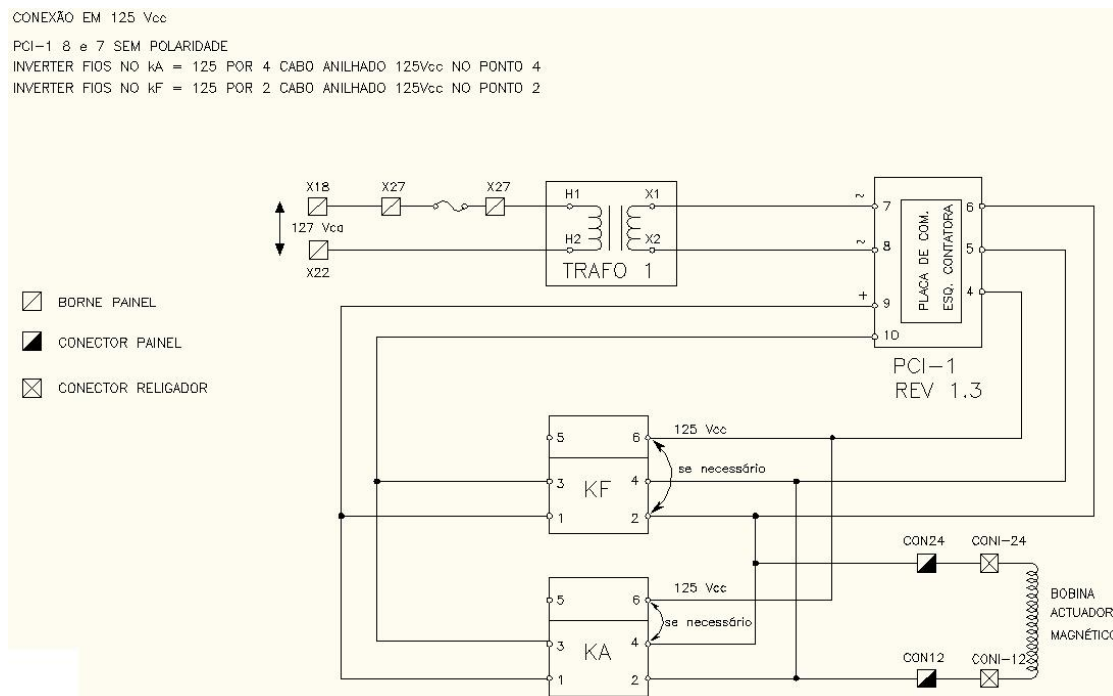 CONEXÃO EM 125 Vcc
PCI-1 8 e 7 SEM POLARIDADE
INVERTER FIOS NO kA = 125 POR 4 CABO ANILHADO 125Vcc NO PONTO 4
INVERTER FIOS NO kF = 125 POR 2 CABO ANILHADO 125Vcc NO PONTO 2
X18 X27 X27
127 Vca
X22
H1 X1
H2 X2
TRAFO 1
~ 7 6
~ 8 5
4
+ 9
10
PLACA DE COM.
ESQ. CONTATORA
PCI-1
REV 1.3
BORNE PAINEL
CONECTOR PAINEL
CONECTOR RELIGADOR
5 6 125 Vcc
se necessário
3 KF 4
1 2
CON24 CONI-24
5 6 125 Vcc
se necessário
3 KA 4
1 2
BOBINA
ACTUADOR
MAGNÉTICO
CON12 CONI-12